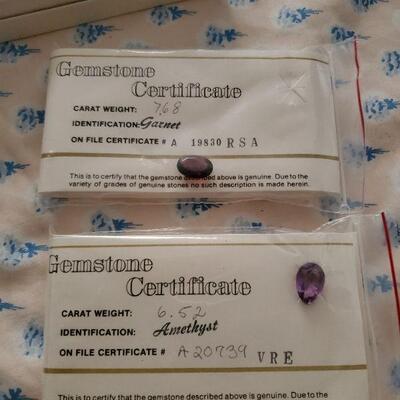 Gemstone
Certificate
CARAT WEIGHT: 7.68
IDENTIFICATION: Garnet
ON FILE CERTIFICATE # A 19830 RSA
This is to certify that the gemstone described above is genuine. Due to the
variety of grades of genuine stones no such description is made herein.
Gemstone
Certificate
CARAT WEIGHT: 6.52
IDENTIFICATION: Amethyst
ON FILE CERTIFICATE # A20739 VRE
This is to certify that the gemstone described above is genuine. Due to the